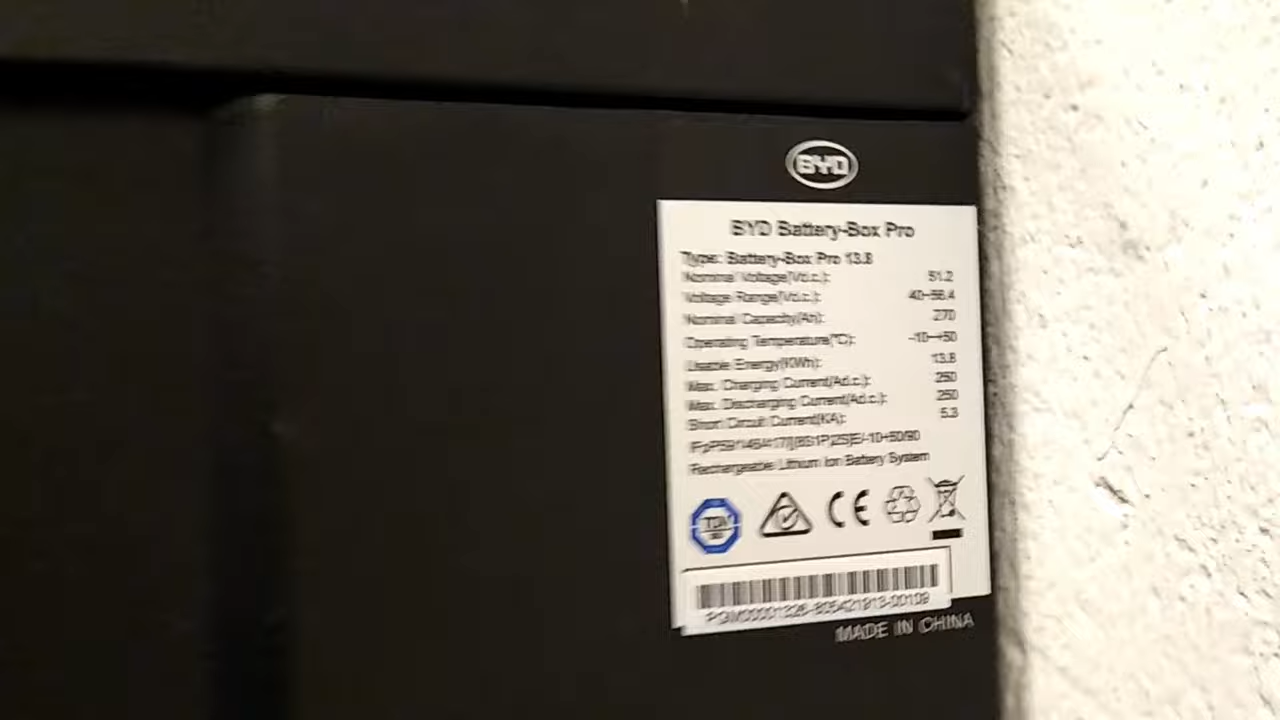 BYD
BYD Battery-Box Pro
Type: Battery-Box Pro 13.8
Nominal Voltage(Vd.c.): 51.2
Voltage Range(Vd.c.): 40~56.4
Nominal Capacity(Ah): 270
Operating Temperature(°C): -10~+50
Usable Energy(KWh): 13.8
Max. Charging Current(Ad.c.): 250
Max. Discharging Current(Ad.c.): 250
Short Circuit Current(KA): 5.3
Rechargeable Lithium Ion Battery System
CE
MADE IN CHINA